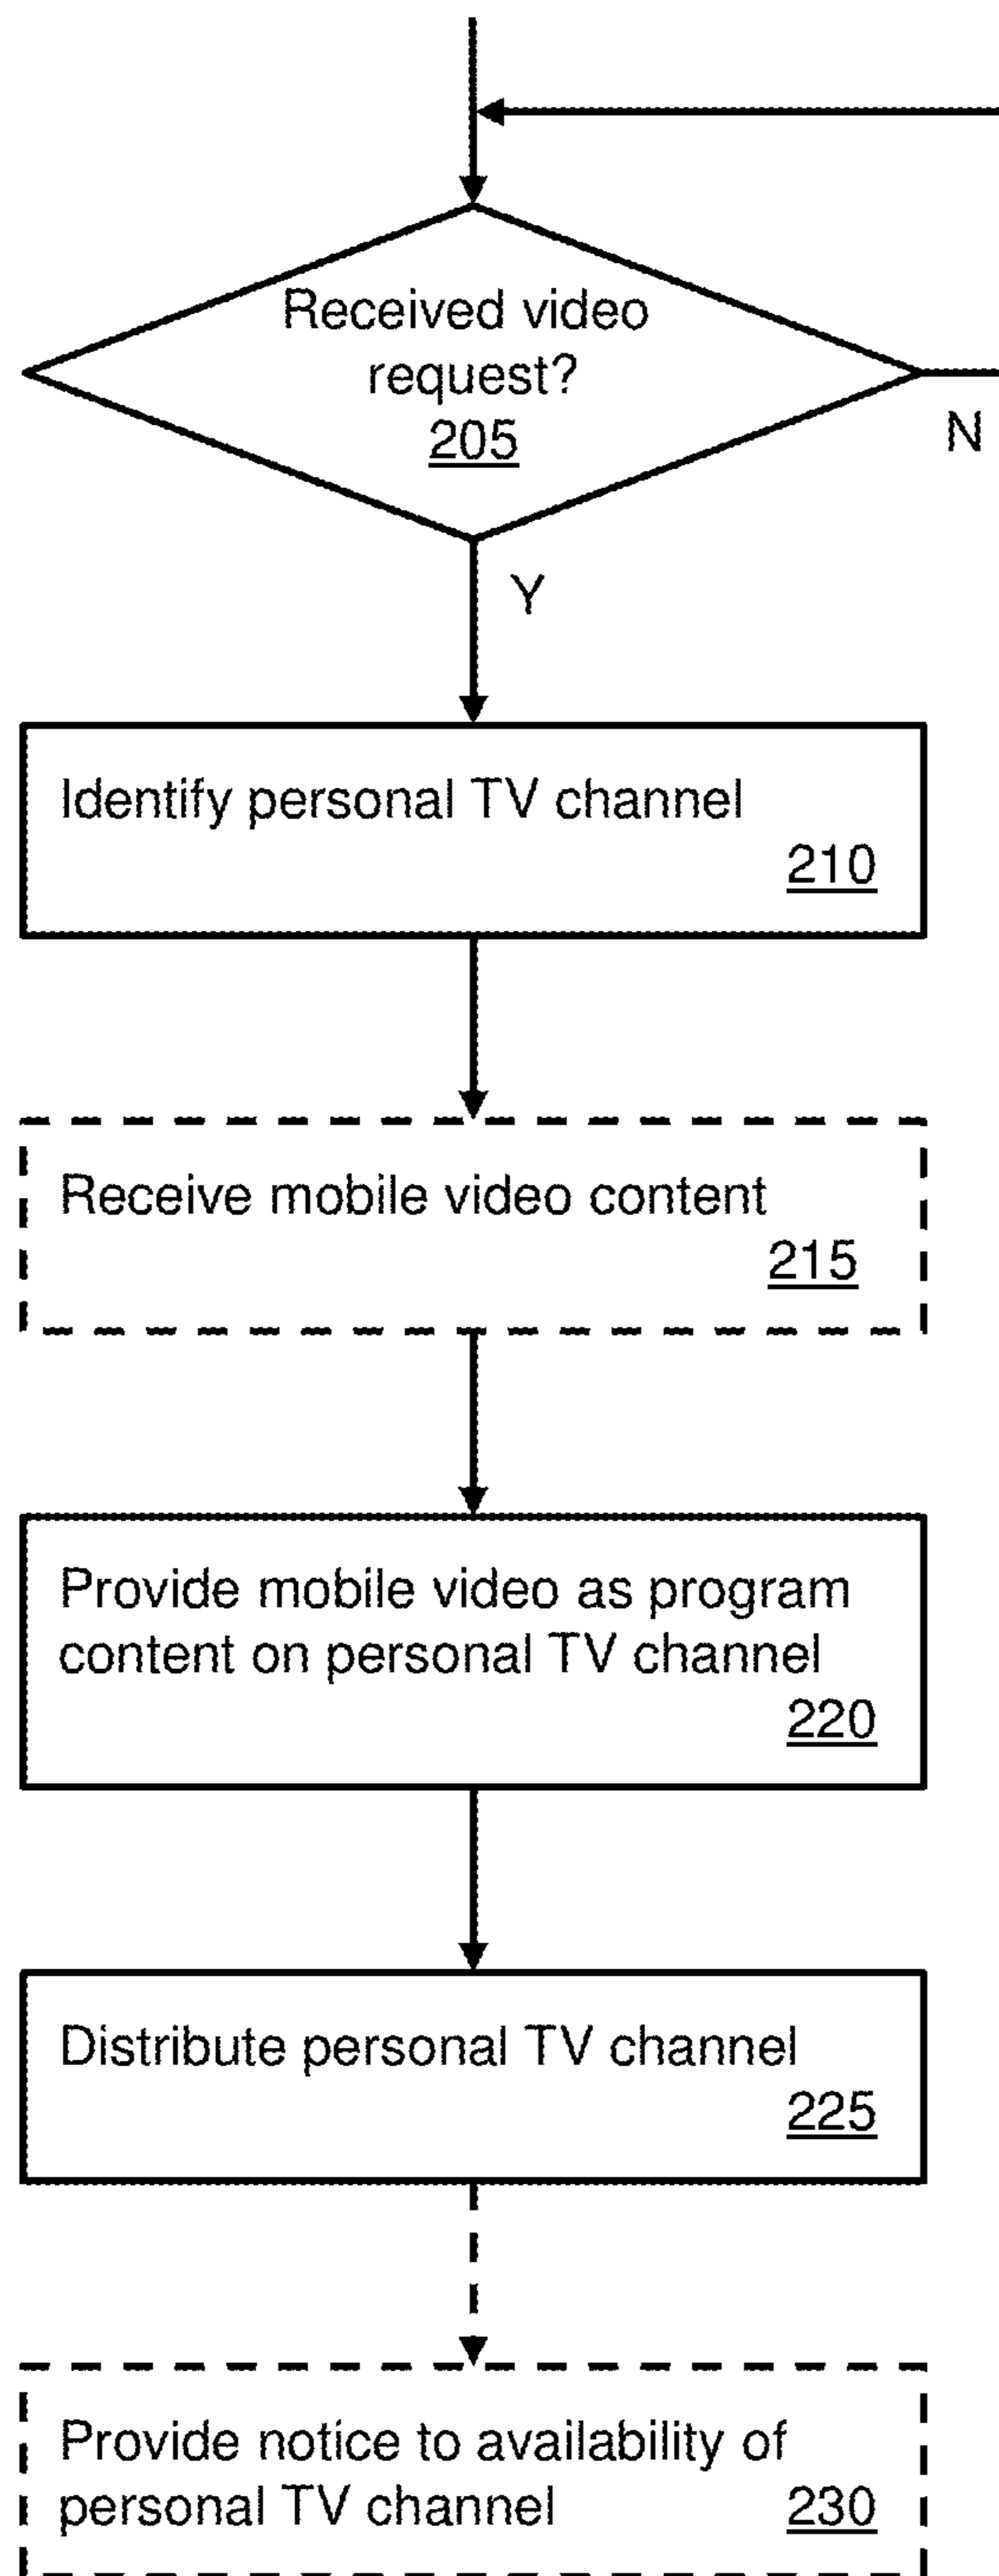 Received video
request?
205
N
Y
Identify personal TV channel
210
Receive mobile video content
215
Provide mobile video as program
content on personal TV channel
220
Distribute personal TV channel
225
Provide notice to availability of
personal TV channel 230